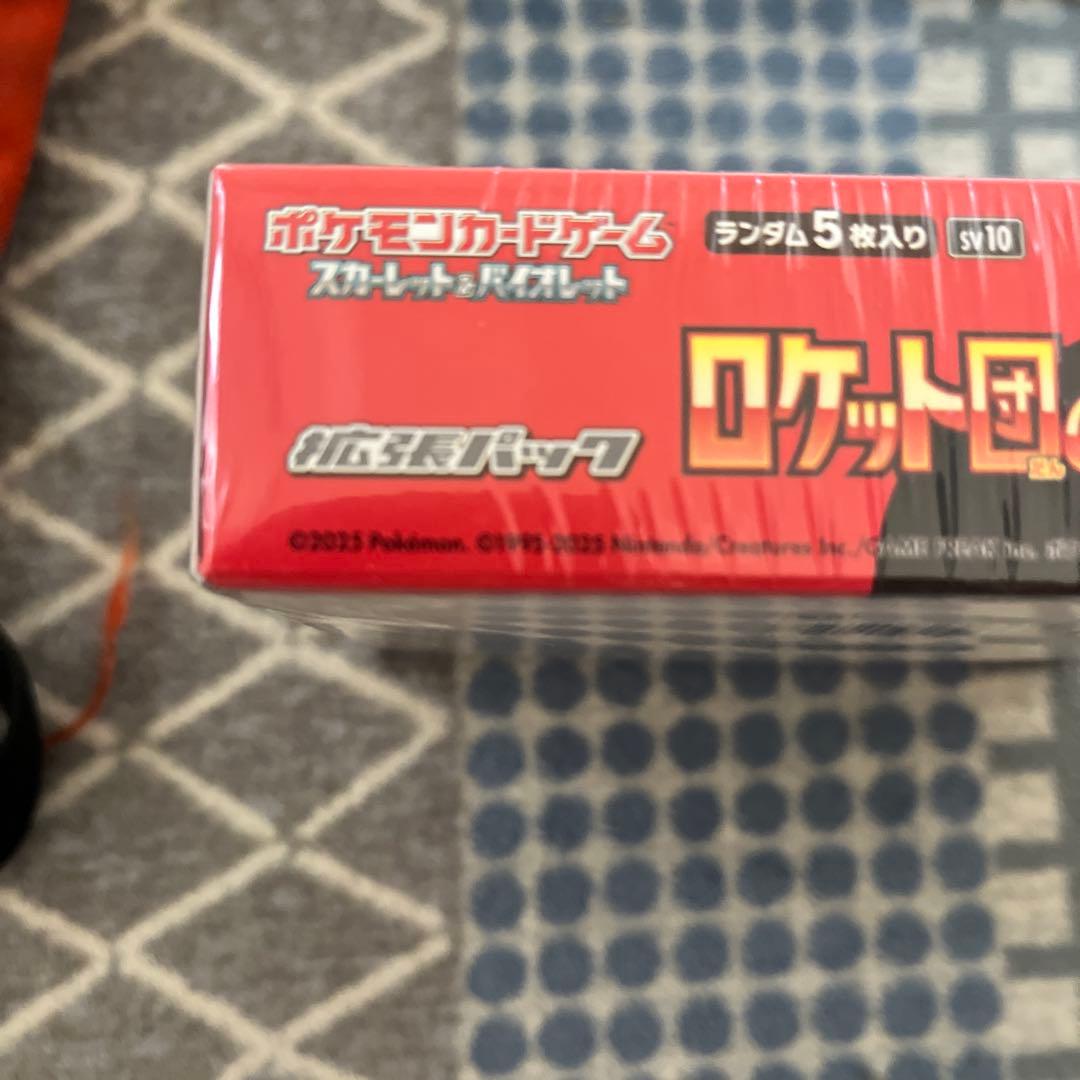 ポケモンカードゲーム
スカーレット&バイオレット
ランダム5枚入り
sv10
ロケット団
だん
拡張パック
©2025 Pokémon. ©1995-2025 Nintendo/Creatures Inc./GAME FREAK inc.